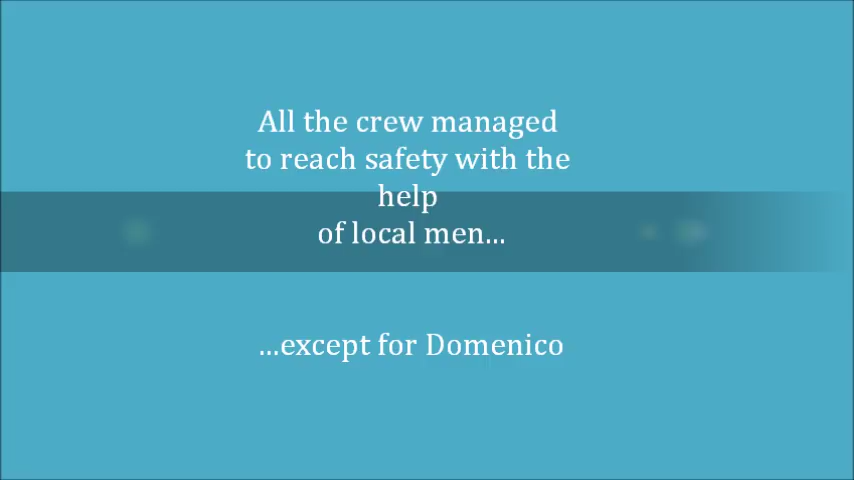 All the crew managed
to reach safety with the
help
of local men...
...except for Domenico